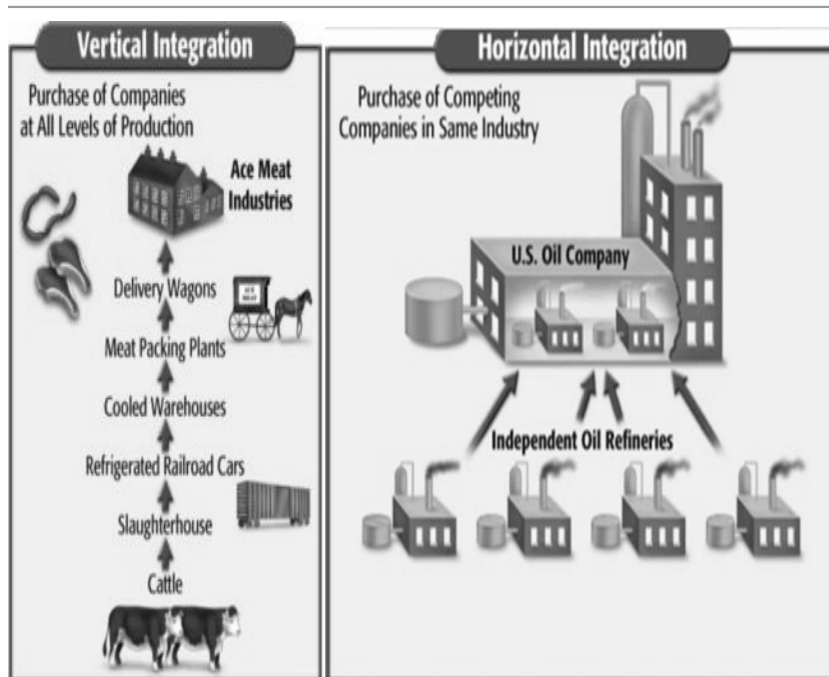 Vertical Integration
Purchase of Companies
at All Levels of Production
Ace Meat
Industries
Delivery Wagons
ACE
MEAT
Meat Packing Plants
Cooled Warehouses
Refrigerated Railroad Cars
Slaughterhouse
Cattle
Horizontal Integration
Purchase of Competing
Companies in Same Industry
U.S. Oil Company
Independent Oil Refineries